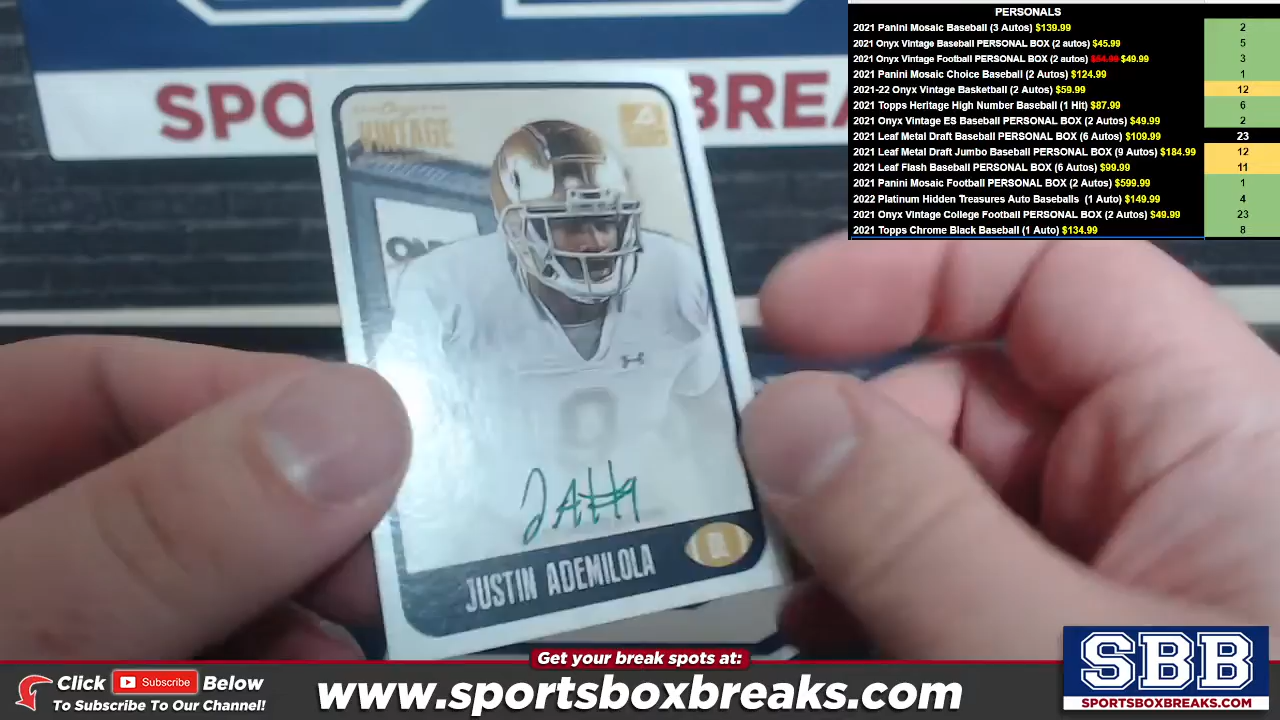 PERSONALS
2021 Panini Mosaic Baseball (3 Autos) $139.99 2
2021 Onyx Vintage Baseball PERSONAL BOX (2 autos) $45.99 5
2021 Onyx Vintage Football PERSONAL BOX (2 autos) $54.99 $49.99 3
2021 Panini Mosaic Choice Baseball (2 Autos) $124.99 1
2021-22 Onyx Vintage Basketball (2 Autos) $59.99 12
2021 Topps Heritage High Number Baseball (1 Hit) $87.99 6
2021 Onyx Vintage ES Baseball PERSONAL BOX (2 Autos) $49.99 2
2021 Leaf Metal Draft Baseball PERSONAL BOX (6 Autos) $109.99 23
2021 Leaf Metal Draft Jumbo Baseball PERSONAL BOX (9 Autos) $184.99 12
2021 Leaf Flash Baseball PERSONAL BOX (6 Autos) $99.99 11
2021 Panini Mosaic Football PERSONAL BOX (2 Autos) $599.99 1
2022 Platinum Hidden Treasures Auto Baseballs (1 Auto) $149.99 4
2021 Onyx Vintage College Football PERSONAL BOX (2 Autos) $49.99 23
2021 Topps Chrome Black Baseball (1 Auto) $134.99 8
SPO BREA
VINTAGE
9
JUSTIN ADEMILOLA
DL
Get your break spots at:
Click Subscribe Below
To Subscribe To Our Channel!
www.sportsboxbreaks.com
SBB
SPORTSBOXBREAKS.COM